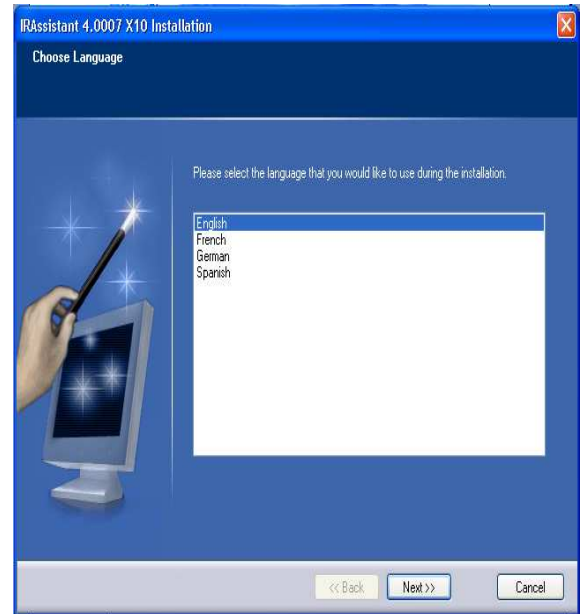 IRAssistant 4.0007 X10 Installation
Choose Language
Please select the language that you would like to use during the installation.
English
French
German
Spanish
<< Back
Next >>
Cancel